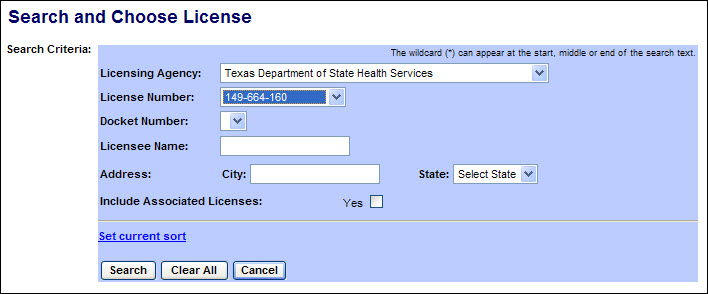 Search and Choose License
Search Criteria:
The wildcard (*) can appear at the start, middle or end of the search text.
Licensing Agency: Texas Department of State Health Services
License Number: 149-664-160
Docket Number:
Licensee Name:
Address: City: State: Select State
Include Associated Licenses: Yes
Set current sort
Search Clear All Cancel